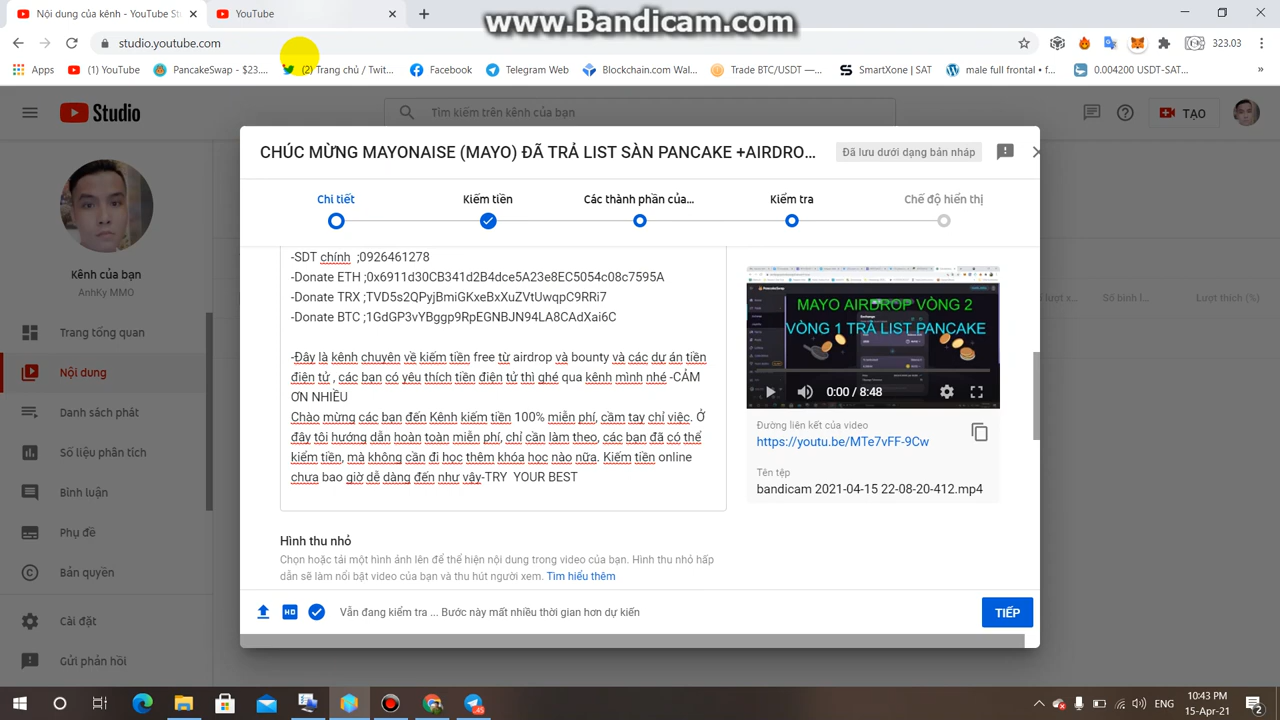 www.Bandicam.com
Nội dung của kênh - YouTube St
YouTube
studio.youtube.com
323.03
Apps
(1) YouTube
PancakeSwap - $23....
(2) Trang chủ / Twit...
Facebook
Telegram Web
Blockchain.com Wal...
Trade BTC/USDT —...
SmartXone | SAT
male full frontal • f...
0.004200 USDT-SAT...
Studio
Tìm kiếm trên kênh của bạn
TẠO
CHÚC MỪNG MAYONAISE (MAYO) ĐÃ TRẢ LIST SÀN PANCAKE +AIRDRO...
Đã lưu dưới dạng bản nháp
Chi tiết
Kiếm tiền
Các thành phần của...
Kiểm tra
Chế độ hiển thị
-SDT chính ;0926461278
-Donate ETH ;0x6911d30CB341d2B4dce5A23e8EC5054c08c7595A
-Donate TRX ;TVD5s2QPyjBmiGKxeBxXuZVtUwqpC9RRi7
-Donate BTC ;1GdGP3vYBggp9RpEGNBJN94LA8CAdXai6C
-Đây là kênh chuyên về kiếm tiền free từ airdrop và bounty và các dự án tiền
điện tử , các bạn có yêu thích tiền điện tử thì ghé qua kênh mình nhé -CẢM
ƠN NHIỀU
Chào mừng các bạn đến Kênh kiếm tiền 100% miễn phí, cầm tay chỉ việc. Ở
đây tôi hướng dẫn hoàn toàn miễn phí, chỉ cần làm theo, các bạn đã có thể
kiếm tiền, mà không cần đi học thêm khóa học nào nữa. Kiếm tiền online
chưa bao giờ dễ dàng đến như vậy-TRY YOUR BEST
MAYO AIRDROP VÒNG 2
VÒNG 1 TRẢ LIST PANCAKE
0:00 / 8:48
Đường liên kết của video
https://youtu.be/MTe7vFF-9Cw
Tên tệp
bandicam 2021-04-15 22-08-20-412.mp4
Hình thu nhỏ
Chọn hoặc tải một hình ảnh lên để thể hiện nội dung trong video của bạn. Hình thu nhỏ hấp
dẫn sẽ làm nổi bật video của bạn và thu hút người xem. Tìm hiểu thêm
HD
Vẫn đang kiểm tra ... Bước này mất nhiều thời gian hơn dự kiến
TIẾP
Kênh của bạn
AnhKy MMO
Trang tổng quan
Nội dung
Danh sách phát
Số liệu phân tích
Bình luận
Phụ đề
Bản quyền
Cài đặt
Gửi phản hồi
Số bình l...
Lượt thích (%)
45
ENG
10:43 PM
15-Apr-21
2